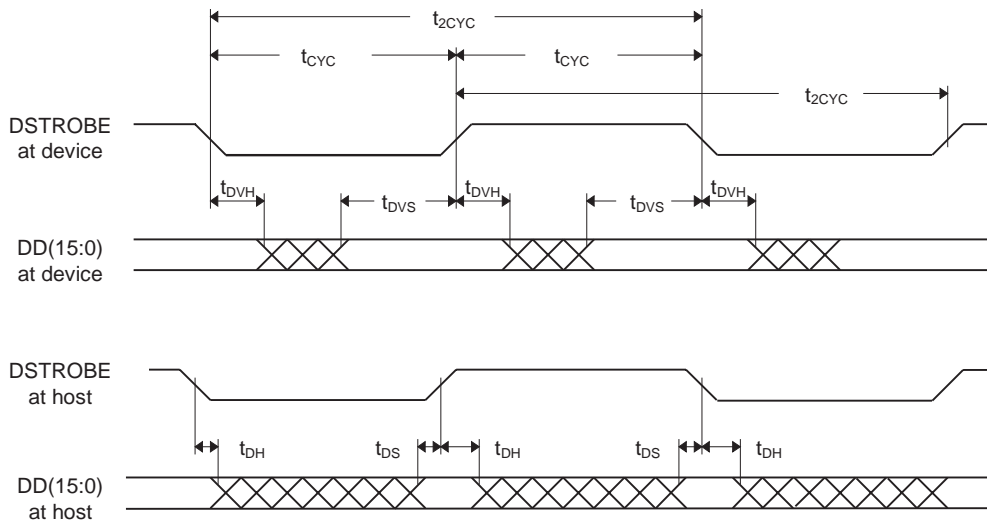 t2CYC
tCYC tCYC
t2CYC
DSTROBE
at device
tDVH tDVS tDVH tDVS tDVH
DD(15:0)
at device
DSTROBE
at host
tDH tDS tDH tDS tDH
DD(15:0)
at host